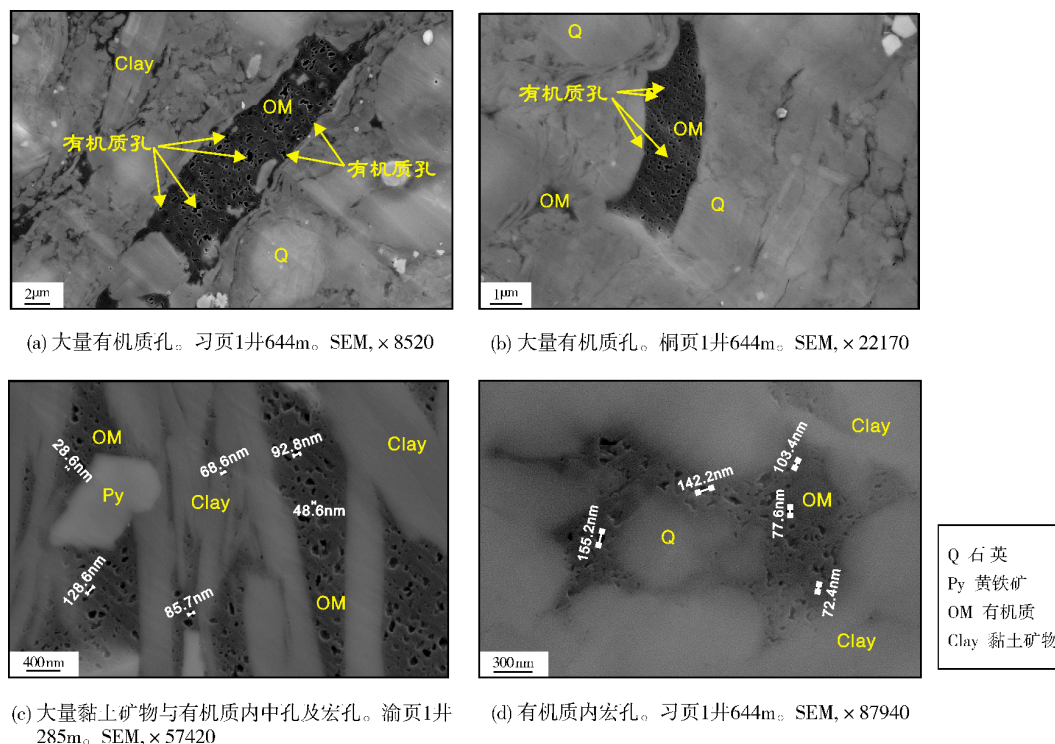 Clay
OM
有机质孔
有机质孔
Q
2μm
(a) 大量有机质孔。习页1井644m。SEM, × 8520
Q
有机质孔
OM
OM
Q
1μm
(b) 大量有机质孔。桐页1井644m。SEM, × 22170
OM
28.6nm
Py
68.6nm
Clay
92.8nm
48.6nm
Clay
128.6nm
85.7nm
OM
400nm
(c) 大量黏土矿物与有机质内中孔及宏孔。渝页1井
285m。SEM, × 57420
Clay
103.4nm
142.2nm
OM
77.6nm
155.2nm
Q
72.4nm
Clay
300nm
(d) 有机质内宏孔。习页1井644m。SEM, × 87940
Q 石英
Py 黄铁矿
OM 有机质
Clay 黏土矿物